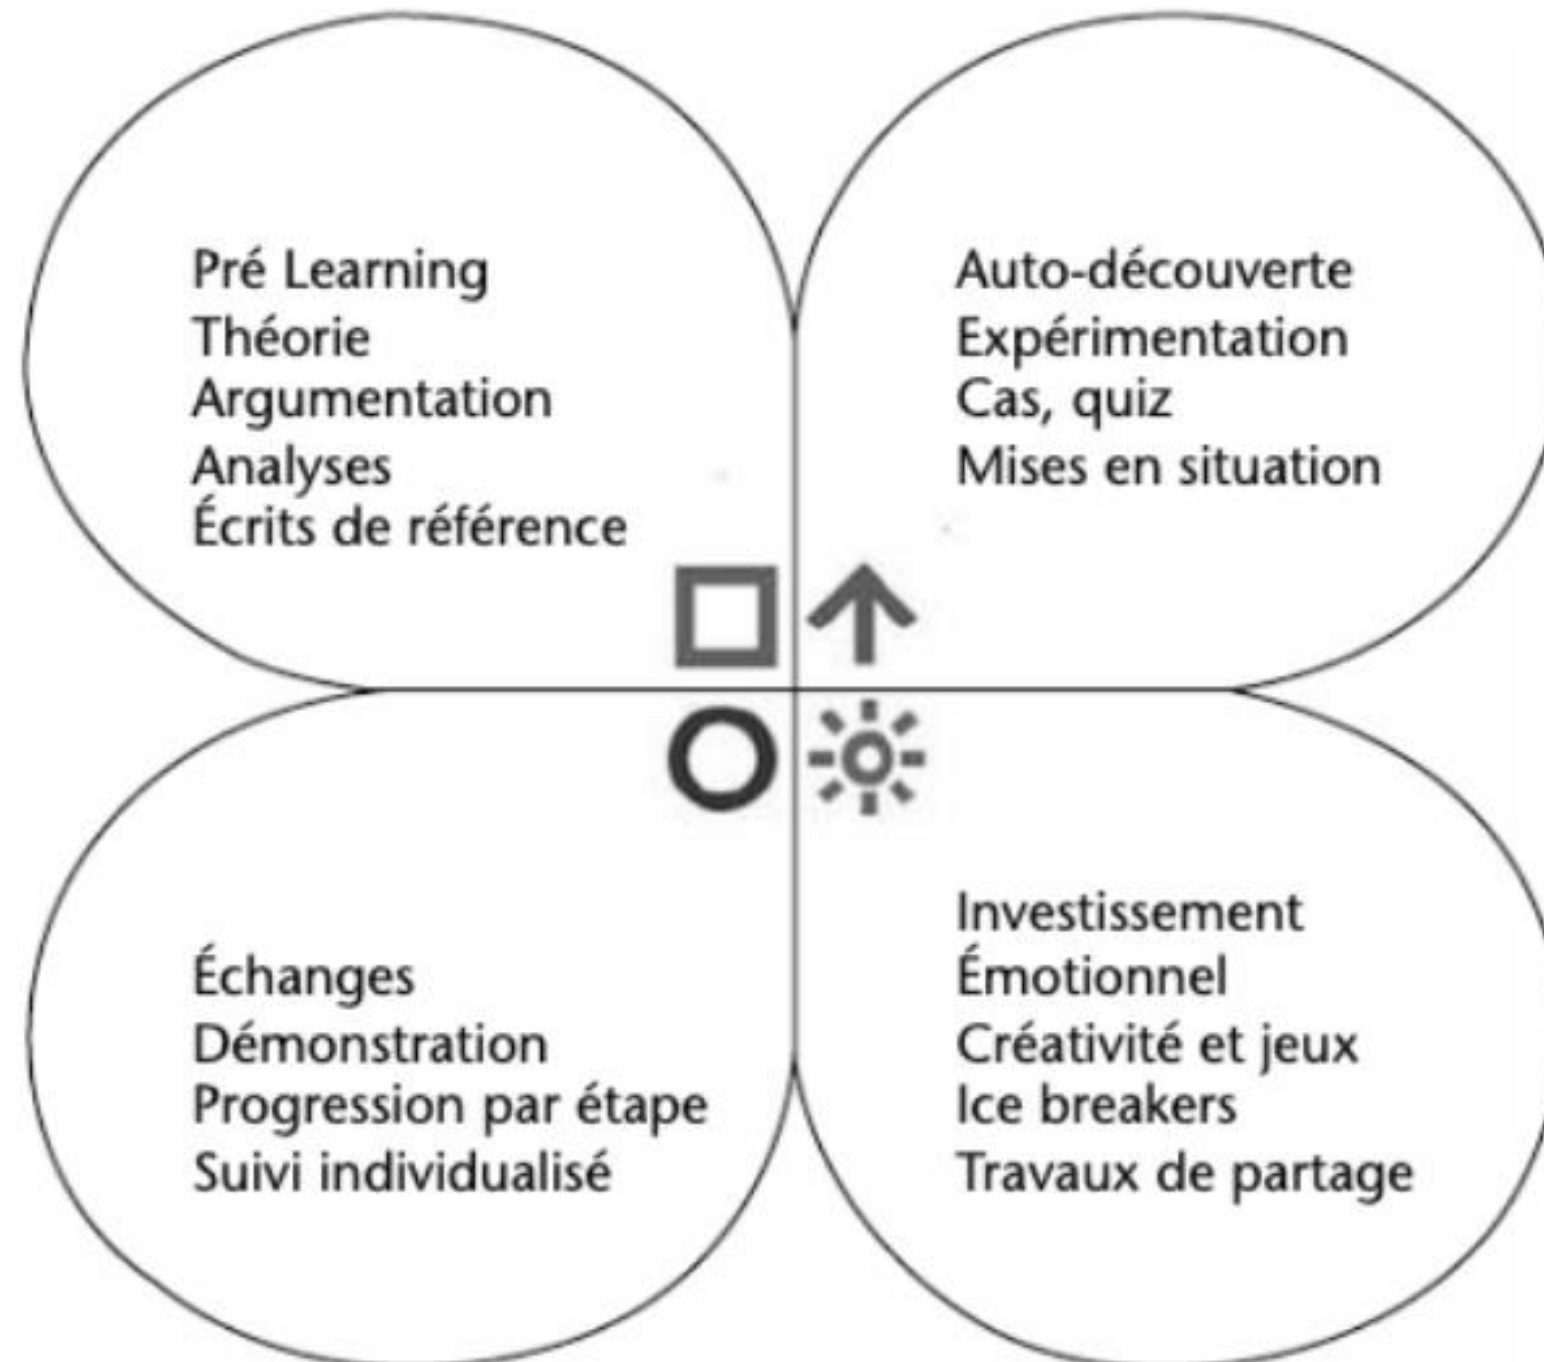 Pré Learning
Théorie
Argumentation
Analyses
Écrits de référence
Auto-découverte
Expérimentation
Cas, quiz
Mises en situation
Échanges
Démonstration
Progression par étape
Suivi individualisé
Investissement
Émotionnel
Créativité et jeux
Ice breakers
Travaux de partage